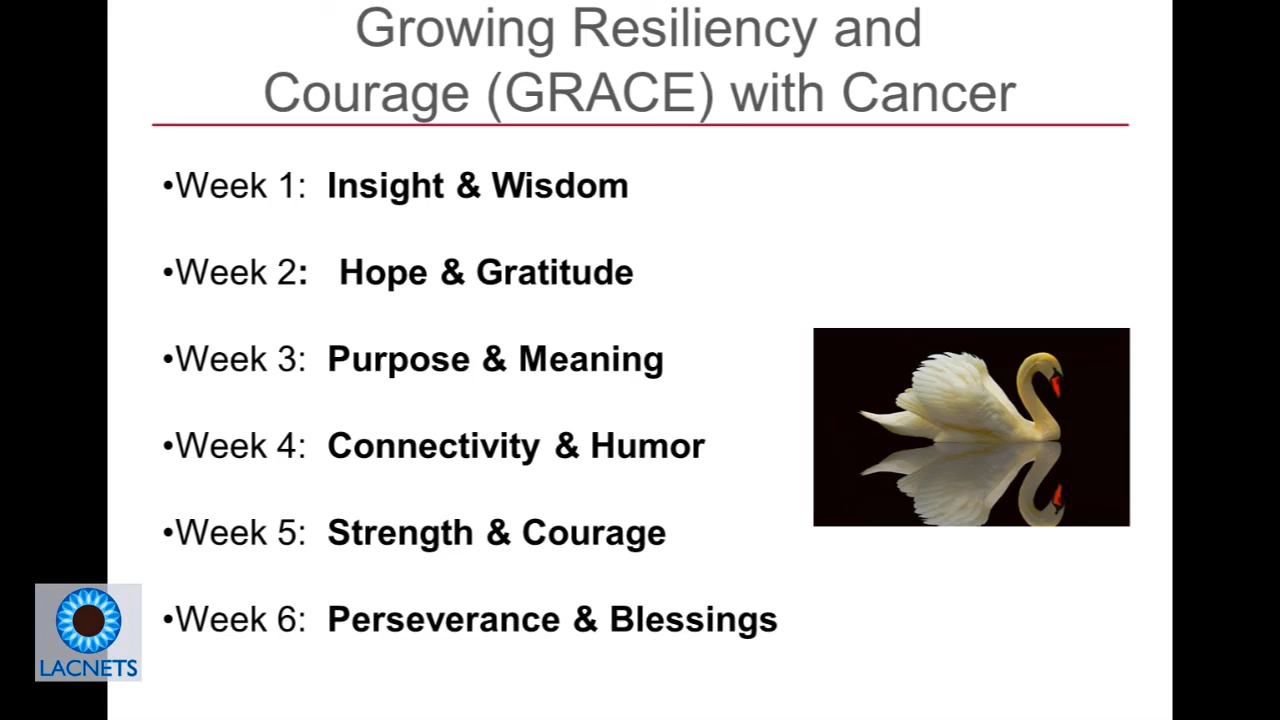 Growing Resiliency and
Courage (GRACE) with Cancer
•Week 1: Insight & Wisdom
•Week 2: Hope & Gratitude
•Week 3: Purpose & Meaning
•Week 4: Connectivity & Humor
•Week 5: Strength & Courage
•Week 6: Perseverance & Blessings
LACNETS